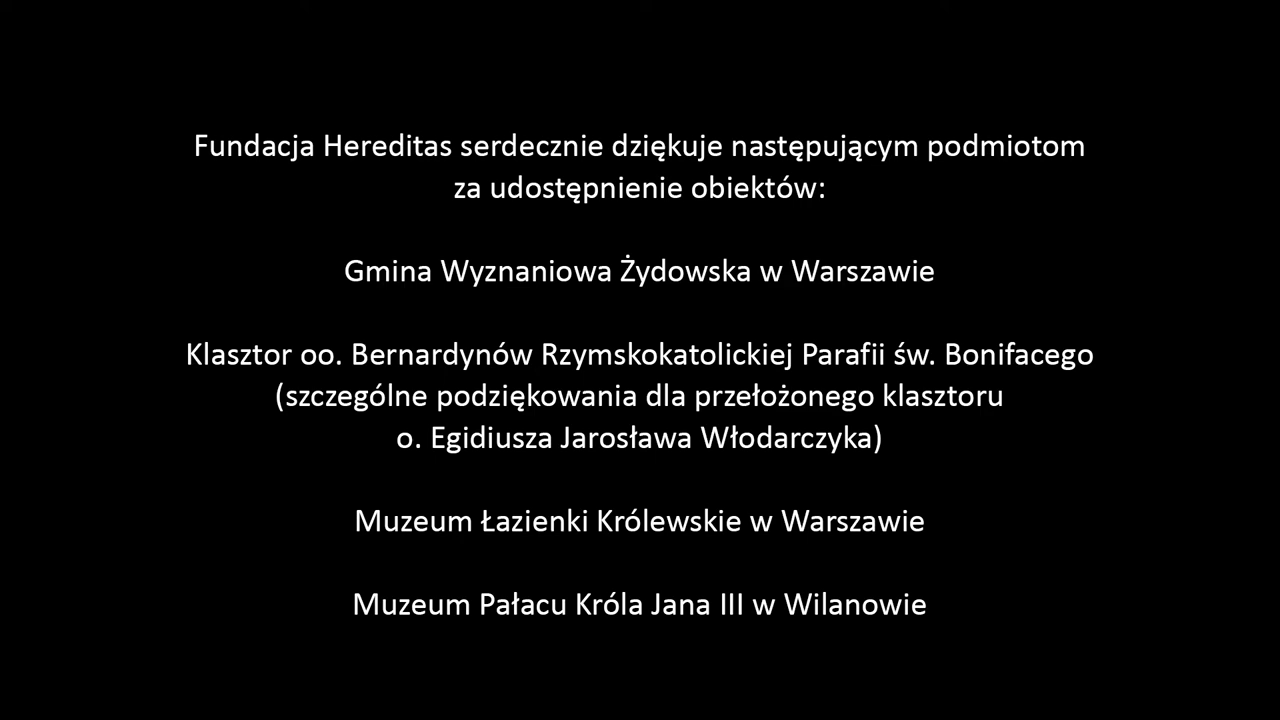 Fundacja Hereditas serdecznie dziękuje następującym podmiotom
za udostępnienie obiektów:
Gmina Wyznaniowa Żydowska w Warszawie
Klasztor oo. Bernardynów Rzymskokatolickiej Parafii św. Bonifacego
(szczególne podziękowania dla przełożonego klasztoru
o. Egidiusza Jarosława Włodarczyka)
Muzeum Łazienki Królewskie w Warszawie
Muzeum Pałacu Króla Jana III w Wilanowie